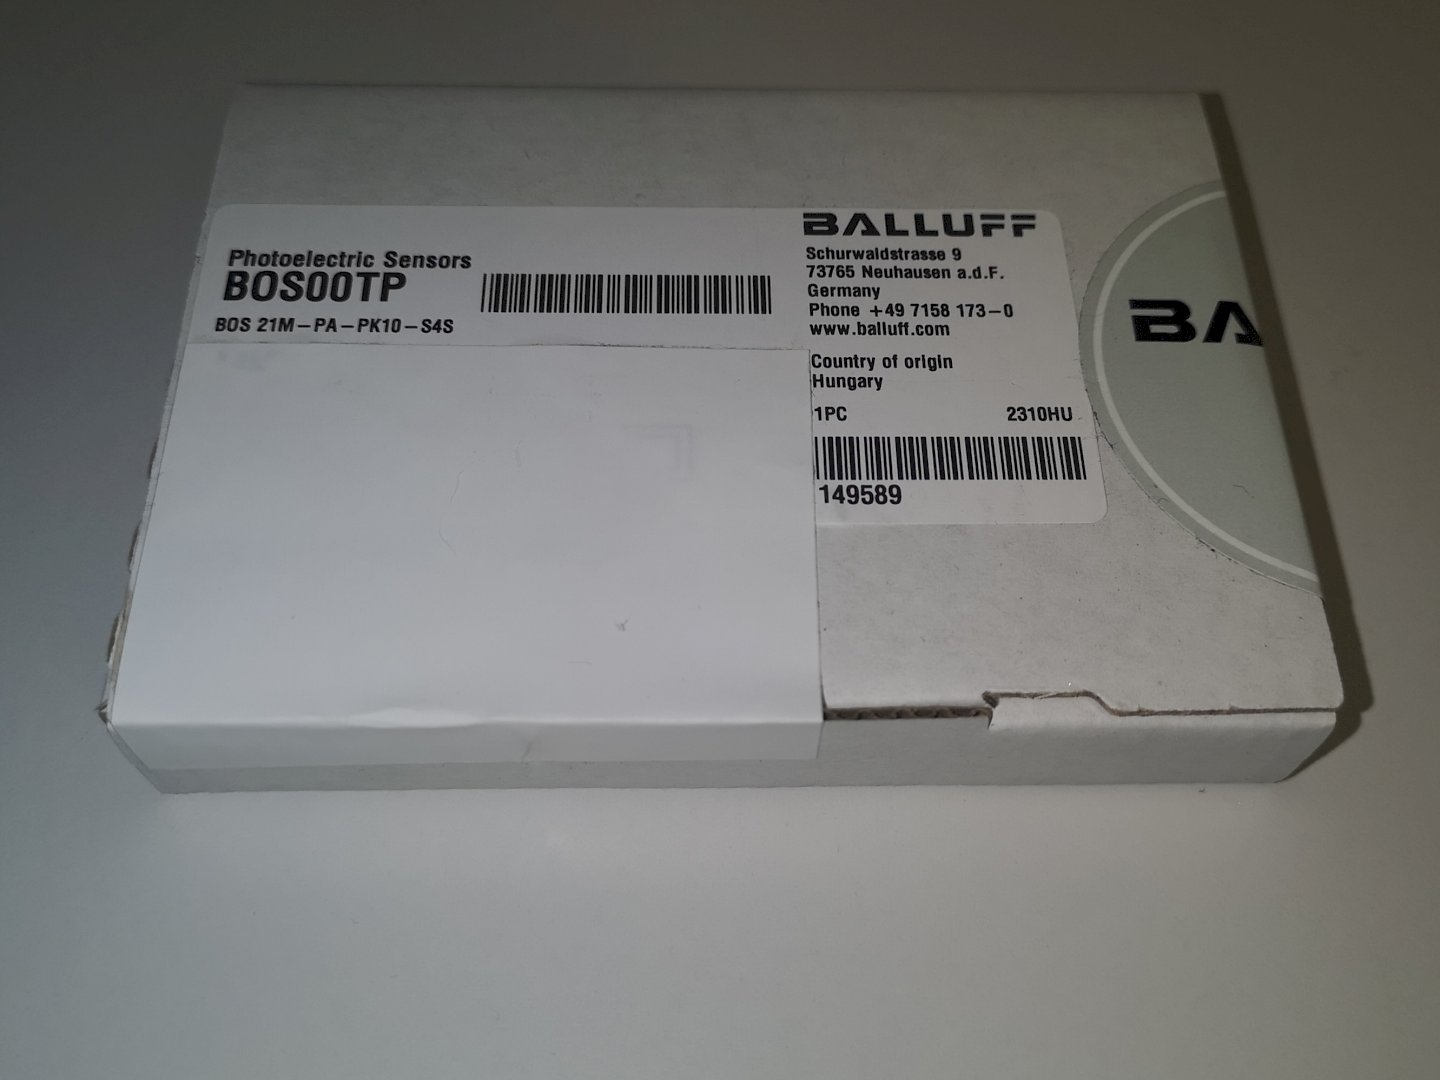 Photoelectric Sensors
BOS00TP
BOS 21M-PA-PK10-S4S
BALLUFF
Schurwaldstrasse 9
73765 Neuhausen a.d.F.
Germany
Phone +49 7158 173-0
www.balluff.com
Country of origin
Hungary
1PC 2310HU
149589
BA